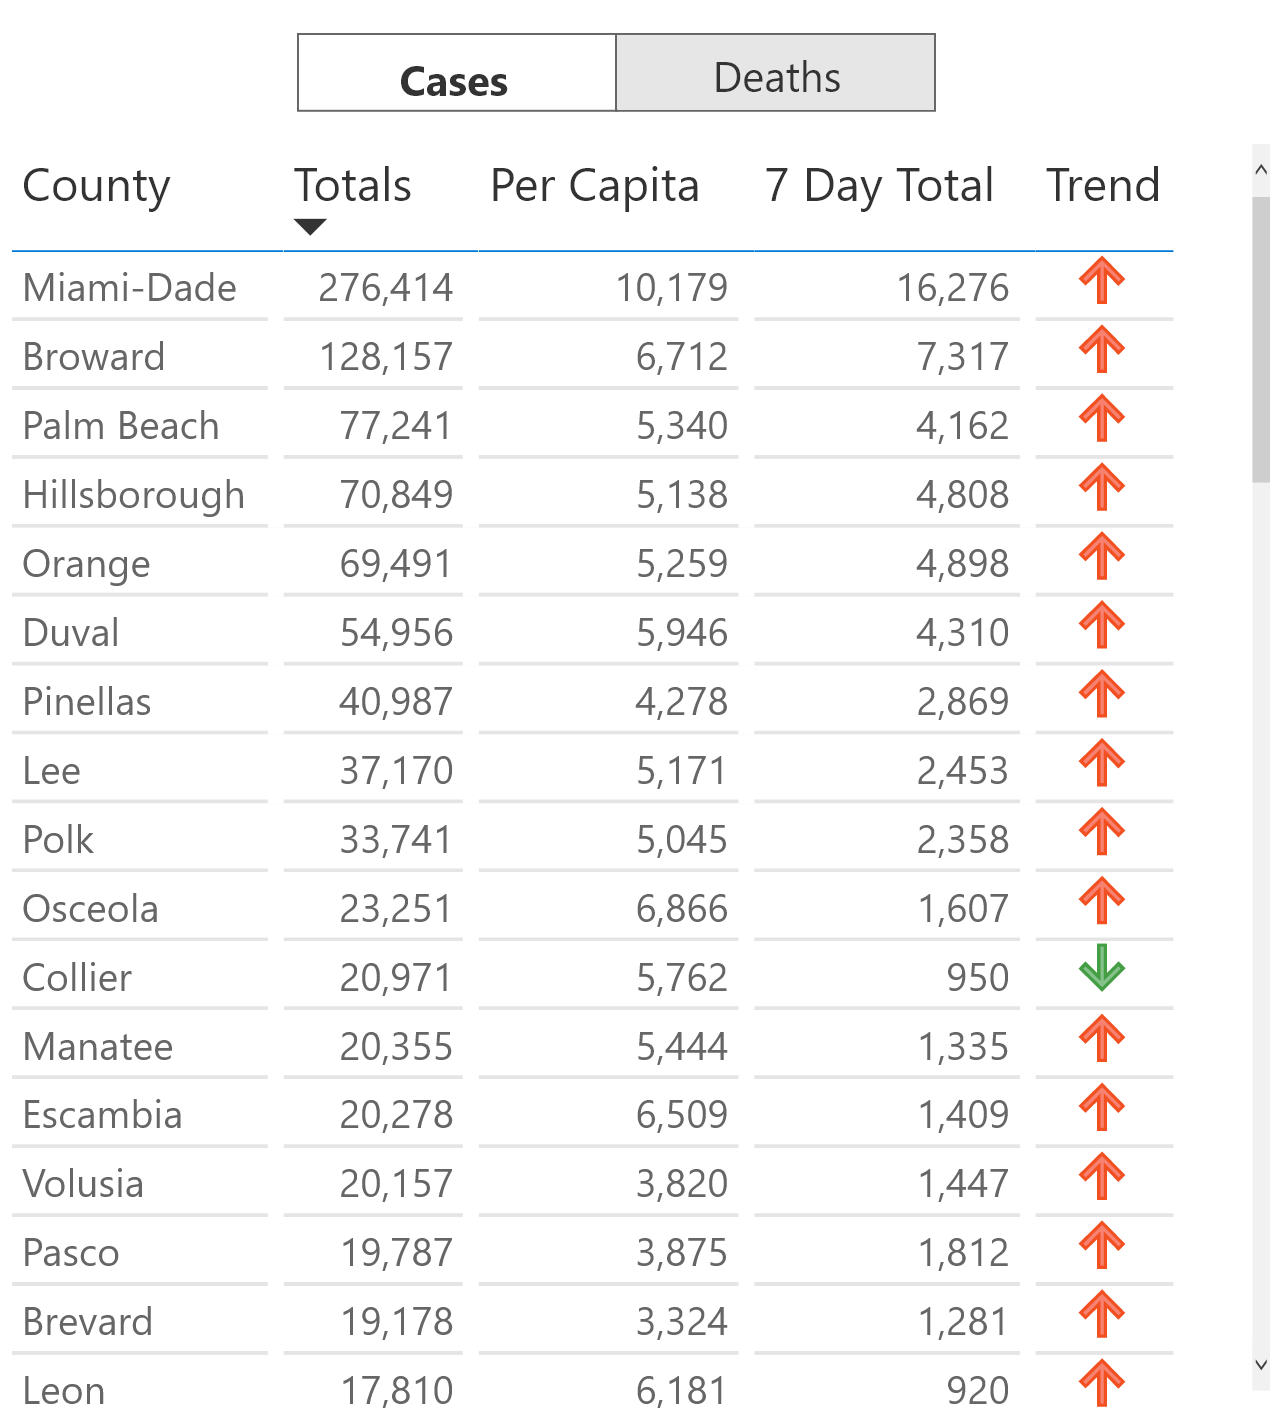 Cases Deaths
County Totals Per Capita 7 Day Total Trend
Miami-Dade 276,414 10,179 16,276
Broward 128,157 6,712 7,317
Palm Beach 77,241 5,340 4,162
Hillsborough 70,849 5,138 4,808
Orange 69,491 5,259 4,898
Duval 54,956 5,946 4,310
Pinellas 40,987 4,278 2,869
Lee 37,170 5,171 2,453
Polk 33,741 5,045 2,358
Osceola 23,251 6,866 1,607
Collier 20,971 5,762 950
Manatee 20,355 5,444 1,335
Escambia 20,278 6,509 1,409
Volusia 20,157 3,820 1,447
Pasco 19,787 3,875 1,812
Brevard 19,178 3,324 1,281
Leon 17,810 6,181 920